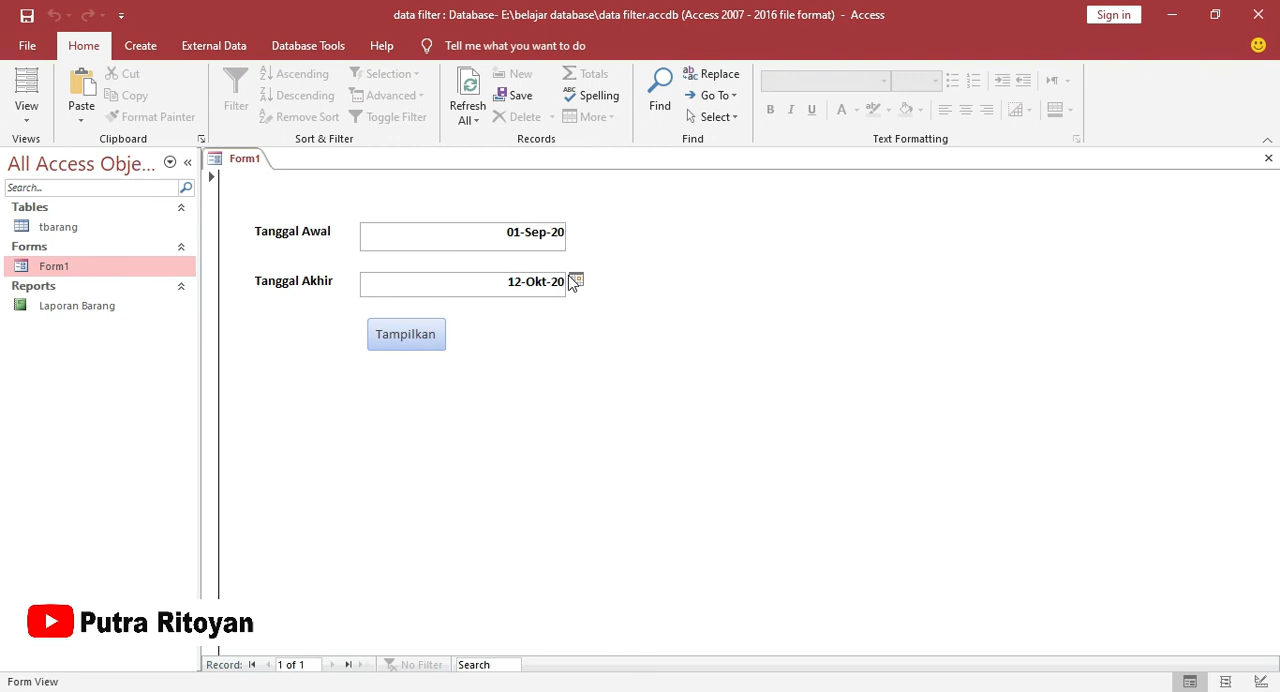 data filter : Database- E:\belajar database\data filter.accdb (Access 2007 - 2016 file format) - Access
Sign in
File Home Create External Data Database Tools Help Tell me what you want to do
View
Views
Paste
Cut
Copy
Format Painter
Clipboard
Filter
Ascending
Descending
Remove Sort
Selection
Advanced
Toggle Filter
Sort & Filter
Refresh
All
New
Save
Delete
Totals
Spelling
More
Records
Find
Replace
Go To
Select
Find
B I U A
Text Formatting
All Access Obje...
Search...
Tables
tbarang
Forms
Form1
Reports
Laporan Barang
Form1
Tanggal Awal 01-Sep-20
Tanggal Akhir 12-Okt-20
Tampilkan
Putra Ritoyan
Record: 1 of 1 No Filter Search
Form View